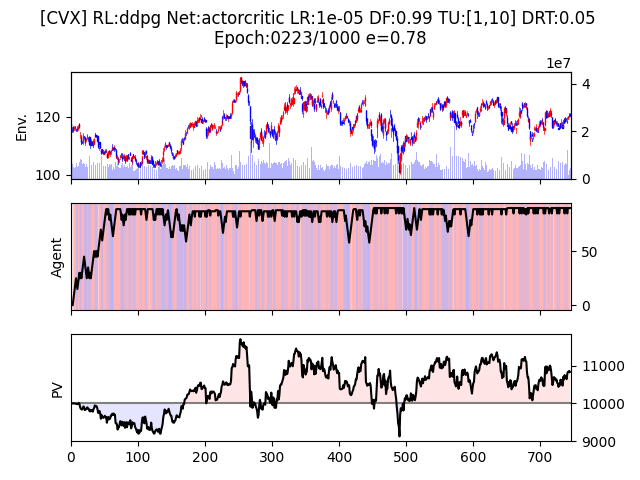 [CVX] RL:ddpg Net:actorcritic LR:1e-05 DF:0.99 TU:[1,10] DRT:0.05
Epoch:0223/1000 e=0.78
1e7
Env.
120
100
4
2
0
Agent
50
0
PV
11000
10000
9000
0 100 200 300 400 500 600 700